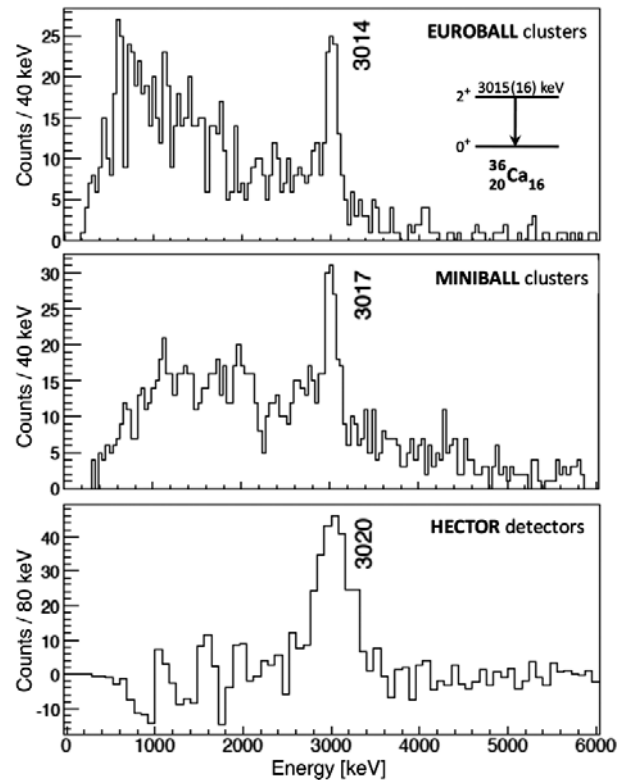 EUROBALL clusters
3014
2+ 3015(16) keV
0+
36
20Ca16
25
20
15
10
5
0
Counts / 40 keV
MINIBALL clusters
3017
30
25
20
15
10
5
0
Counts / 40 keV
HECTOR detectors
3020
40
30
20
10
0
-10
Counts / 80 keV
0 1000 2000 3000 4000 5000 6000
Energy [keV]